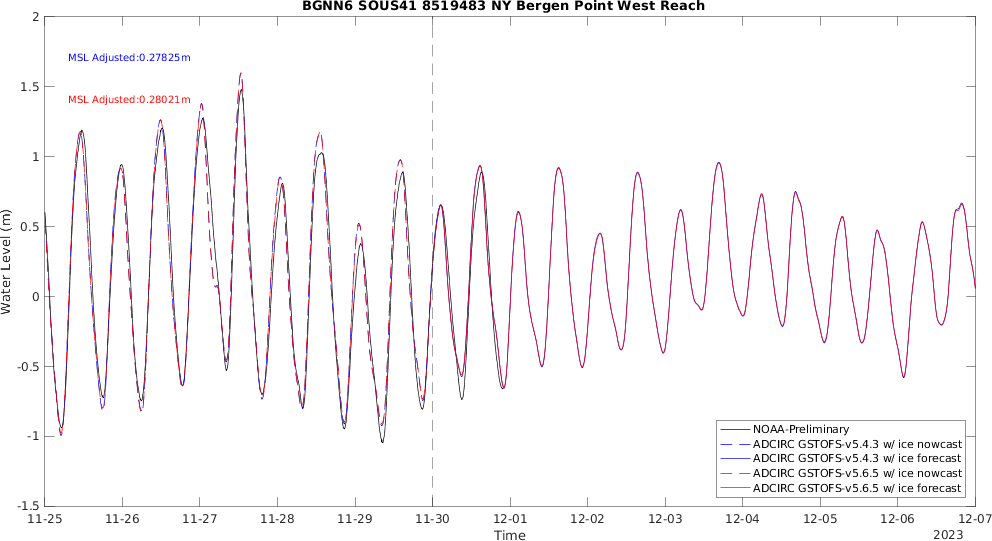 BGNN6 SOUS41 8519483 NY Bergen Point West Reach
2
1.5
1
0.5
0
-0.5
-1
-1.5
Water Level (m)
MSL Adjusted:0.27825m
MSL Adjusted:0.28021m
NOAA-Preliminary
ADCIRC GSTOFS-v5.4.3 w/ ice nowcast
ADCIRC GSTOFS-v5.4.3 w/ ice forecast
ADCIRC GSTOFS-v5.6.5 w/ ice nowcast
ADCIRC GSTOFS-v5.6.5 w/ ice forecast
11-25 11-26 11-27 11-28 11-29 11-30 12-01 12-02 12-03 12-04 12-05 12-06 12-07
Time
2023